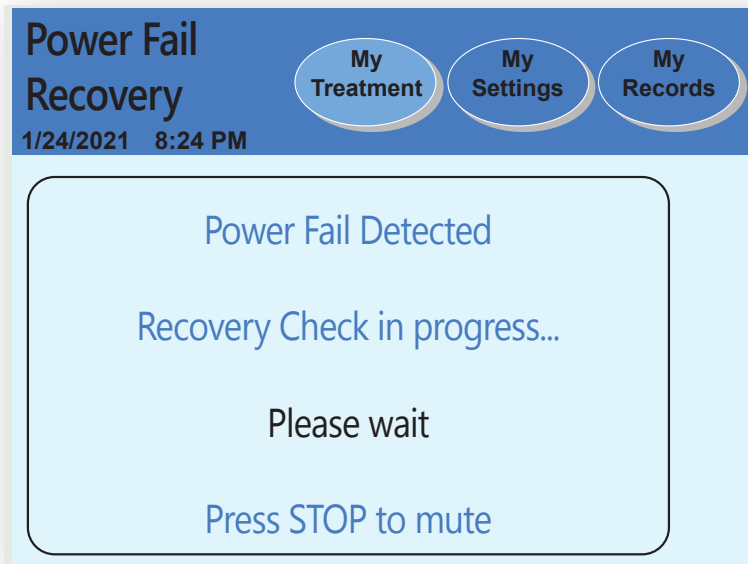 Power Fail
Recovery
1/24/2021 8:24 PM
My
Treatment
My
Settings
My
Records
Power Fail Detected
Recovery Check in progress...
Please wait
Press STOP to mute